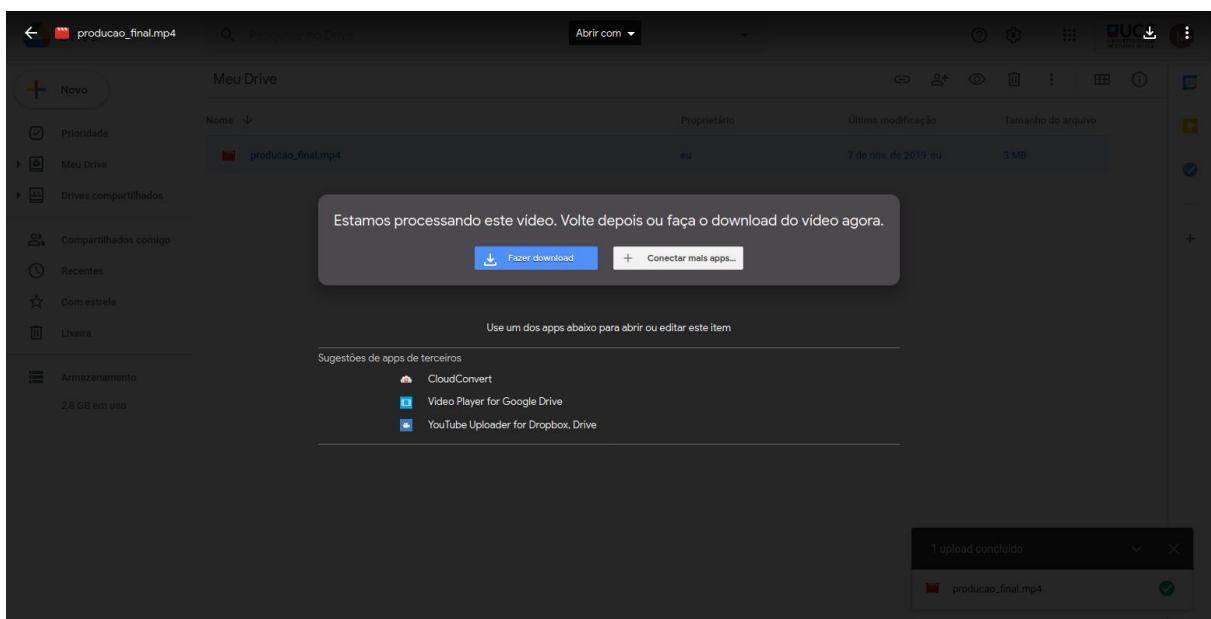 producao_final.mp4
Abrir com
Pesquisar no Drive
UCS
Novo
Meu Drive
Nome
Proprietário
Última modificação
Tamanho do arquivo
Prioridade
producao_final.mp4
eu
7 de nov. de 2019 eu
3 MB
Meu Drive
Drives compartilhados
Estamos processando este vídeo. Volte depois ou faça o download do vídeo agora.
Compartilhados comigo
Fazer download
Conectar mais apps...
Recentes
Com estrela
Use um dos apps abaixo para abrir ou editar este item
Lixeira
Sugestões de apps de terceiros
Armazenamento
CloudConvert
2,8 GB em uso
Video Player for Google Drive
YouTube Uploader for Dropbox, Drive
1 upload concluído
producao_final.mp4